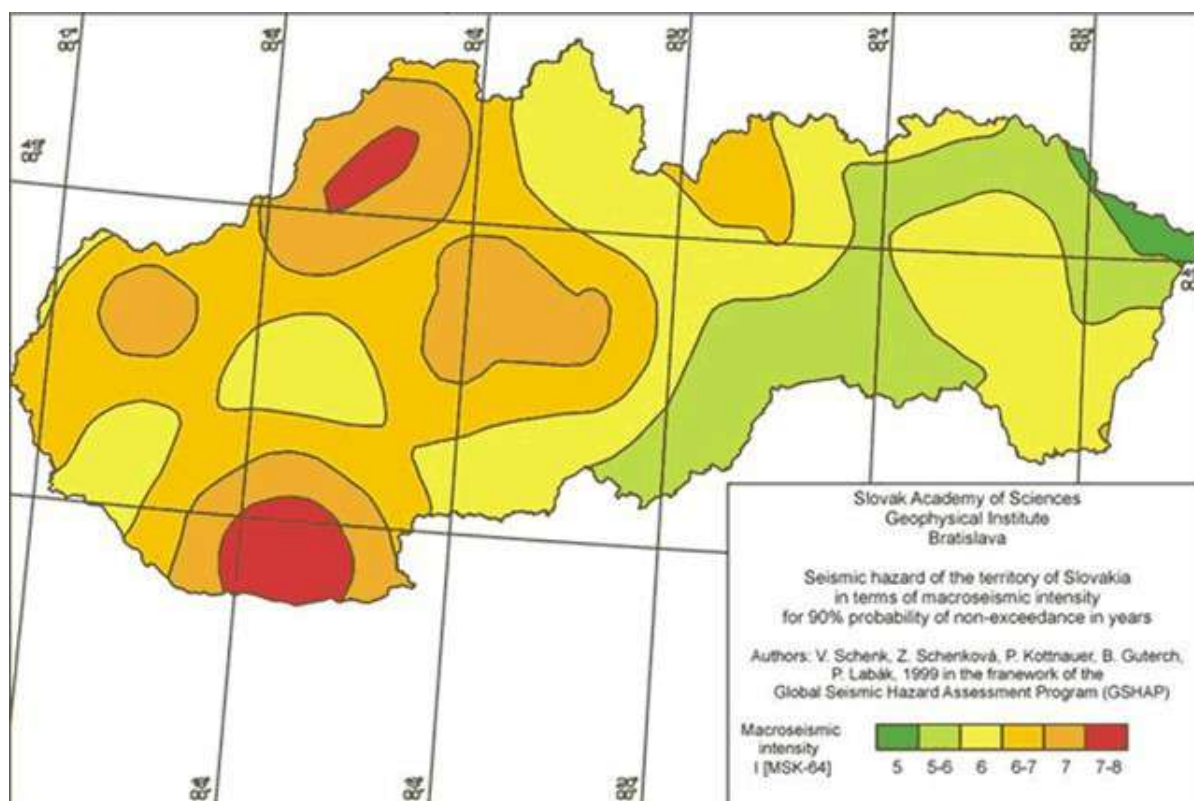 Slovak Academy of Sciences
Geophysical Institute
Bratislava
Seismic hazard of the territory of Slovakia
in terms of macroseismic intensity
for 90% probability of non-exceedance in years
Authors: V. Schenk, Z. Schenková, P. Kottnauer, B. Guterch,
P. Labák, 1999 in the franework of the
Global Seismic Hazard Assessment Program (GSHAP)
Macroseismic
intensity
I [MSK-64]
5 5-6 6 6-7 7 7-8